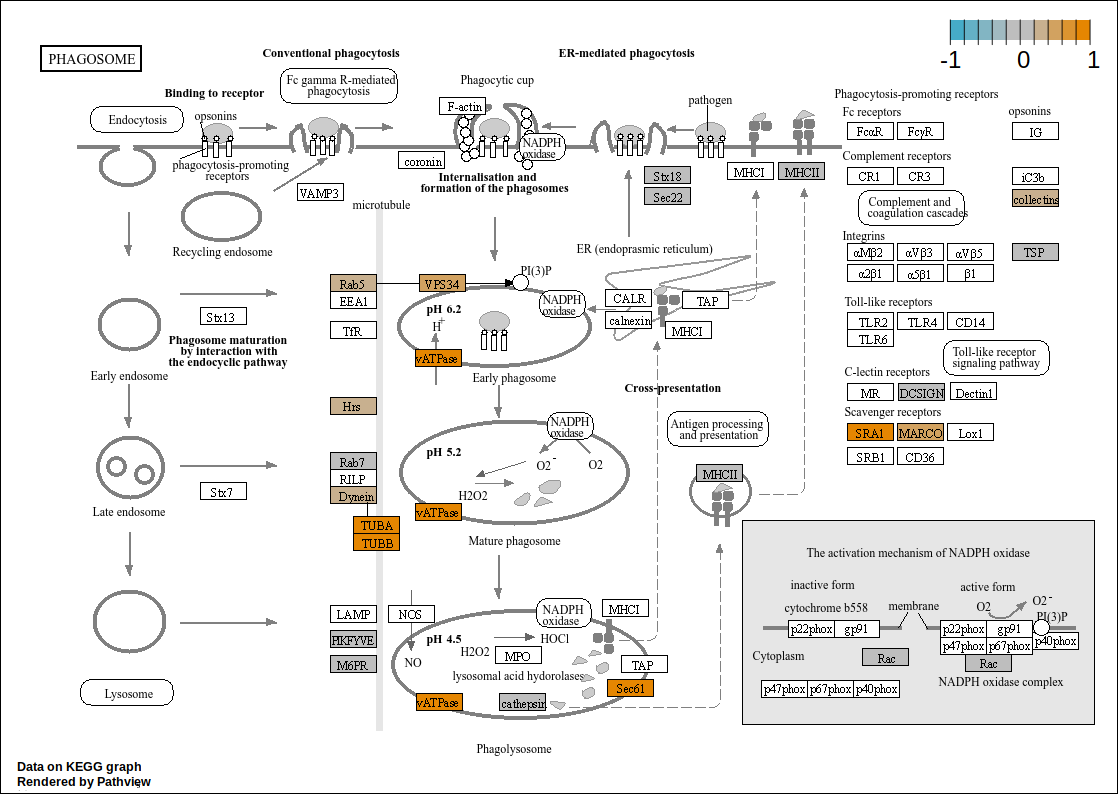 -1 0 1
PHAGOSOME
Conventional phagocytosis
ER-mediated phagocytosis
Fc gamma R-mediated
phagocytosis
Phagocytic cup
Binding to receptor
Endocytosis
opsonins
F-actin
pathogen
NADPH
oxidase
coronin
phagocytosis-promoting
receptors
VAMP3
Internalisation and
formation of the phagosomes
Stx18
Sec22
MHCI
MHCII
microtubule
Recycling endosome
ER (endoprasmic reticulum)
Phagocytosis-promoting receptors
Fc receptors
opsonins
FcαR
FcγR
IG
Complement receptors
CR1
CR3
iC3b
Complement and
coagulation cascades
collectins
Integrins
αMβ2
αVβ3
αVβ5
TSP
α2β1
α5β1
β1
Toll-like receptors
TLR2
TLR4
CD14
TLR6
Toll-like receptor
signaling pathway
C-lectin receptors
MR
DCSIGN
Dectin1
Scavenger receptors
SRA1
MARCO
Lox1
SRB1
CD36
Rab5
VPS34
PI(3)P
EEA1
NADPH
oxidase
CALR
TAP
calnexin
MHCI
Stx13
TfR
pH 6.2
H+
vATPase
Phagosome maturation
by interaction with
the endocyclic pathway
Early endosome
Early phagosome
Cross-presentation
Hrs
NADPH
oxidase
Antigen processing
and presentation
pH 5.2
Rab7
RILP
Dynein
O2-
O2
H2O2
MHCII
Stx7
vATPase
Late endosome
TUBA
TUBB
Mature phagosome
LAMP
NOS
NADPH
oxidase
MHCI
PIKFYVE
pH 4.5
HOCl
H2O2
MPO
M6PR
NO
TAP
lysosomal acid hydorolases
Sec61
vATPase
cathepsin
Lysosome
Phagolysosome
The activation mechanism of NADPH oxidase
inactive form
active form
cytochrome b558
membrane
O2
O2-
PI(3)P
p22phox
gp91
p22phox
gp91
p47phox
p67phox
p40phox
Cytoplasm
Rac
Rac
NADPH oxidase complex
p47phox
p67phox
p40phox
Data on KEGG graph
Rendered by Pathview